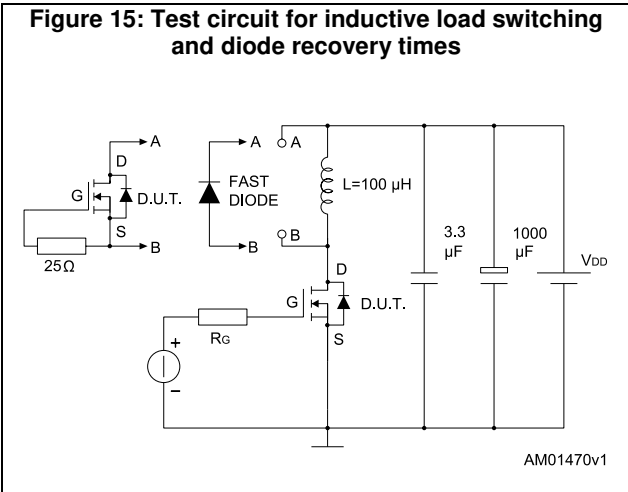 Figure 15: Test circuit for inductive load switching
and diode recovery times
A
D
G
D.U.T.
S
B
25Ω
A
FAST
DIODE
B
A
L=100 µH
B
D
G
D.U.T.
S
RG
+
−
3.3
µF
1000
µF
VDD
AM01470v1